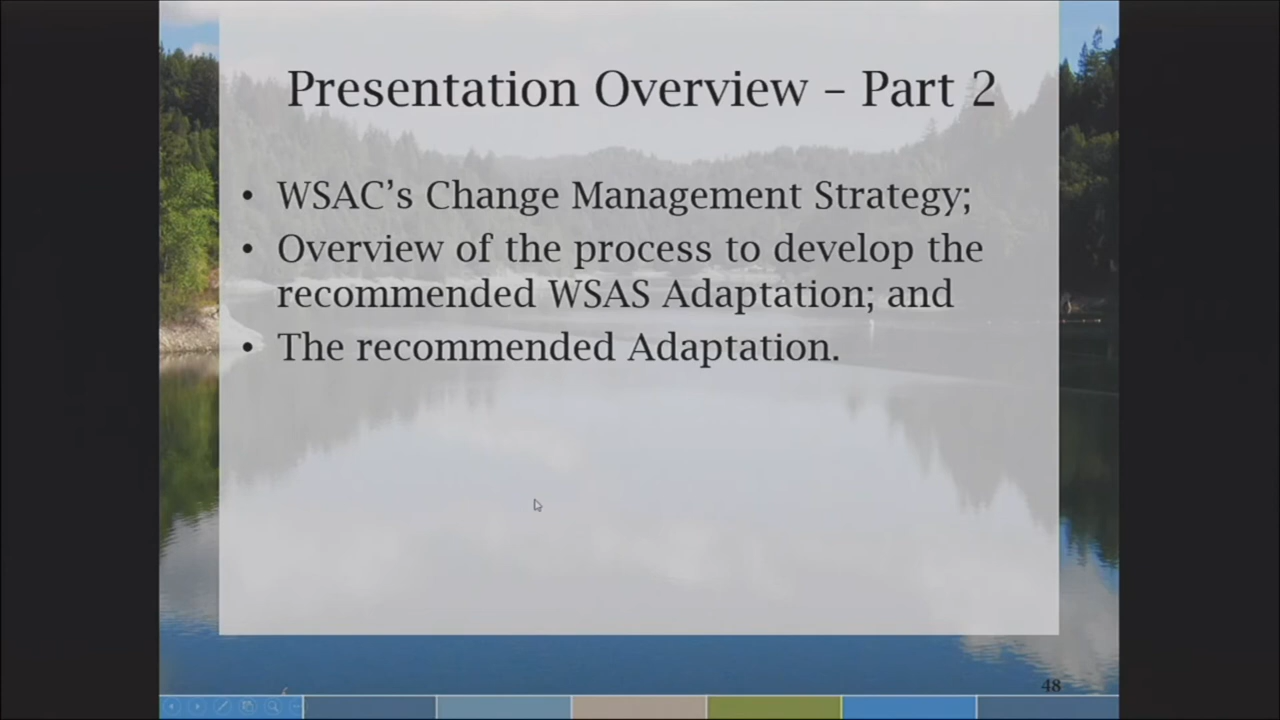 Presentation Overview – Part 2
• WSAC’s Change Management Strategy;
• Overview of the process to develop the
recommended WSAS Adaptation; and
• The recommended Adaptation.
48